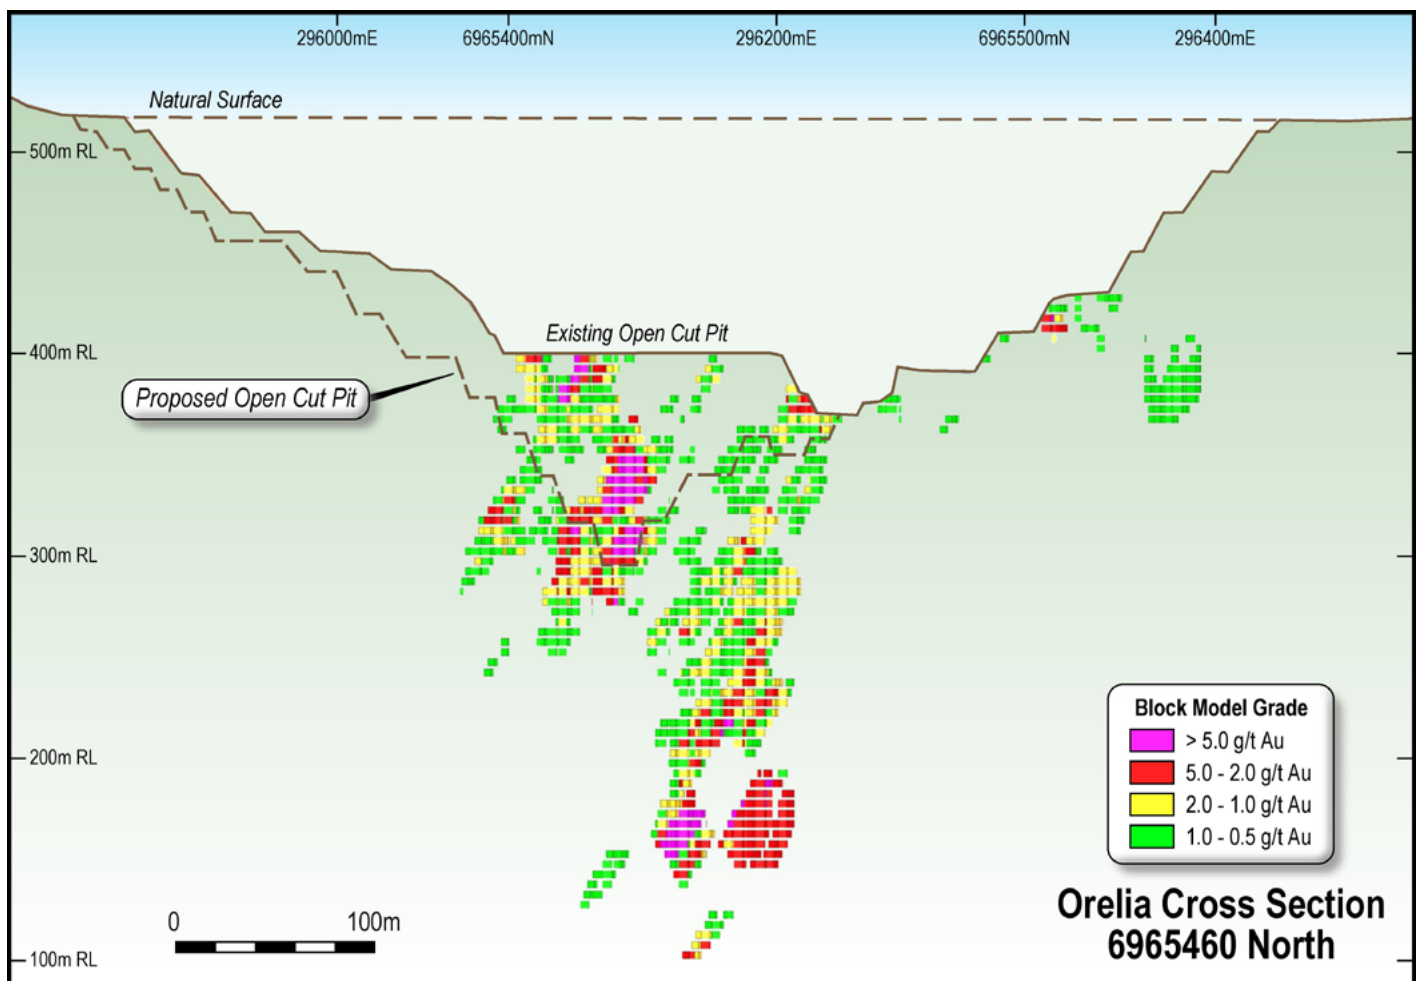 296000mE 6965400mN 296200mE 6965500mN 296400mE
Natural Surface
500m RL
Existing Open Cut Pit
400m RL
Proposed Open Cut Pit
300m RL
200m RL
Block Model Grade
> 5.0 g/t Au
5.0 - 2.0 g/t Au
2.0 - 1.0 g/t Au
1.0 - 0.5 g/t Au
0 100m
Orelia Cross Section
6965460 North
100m RL